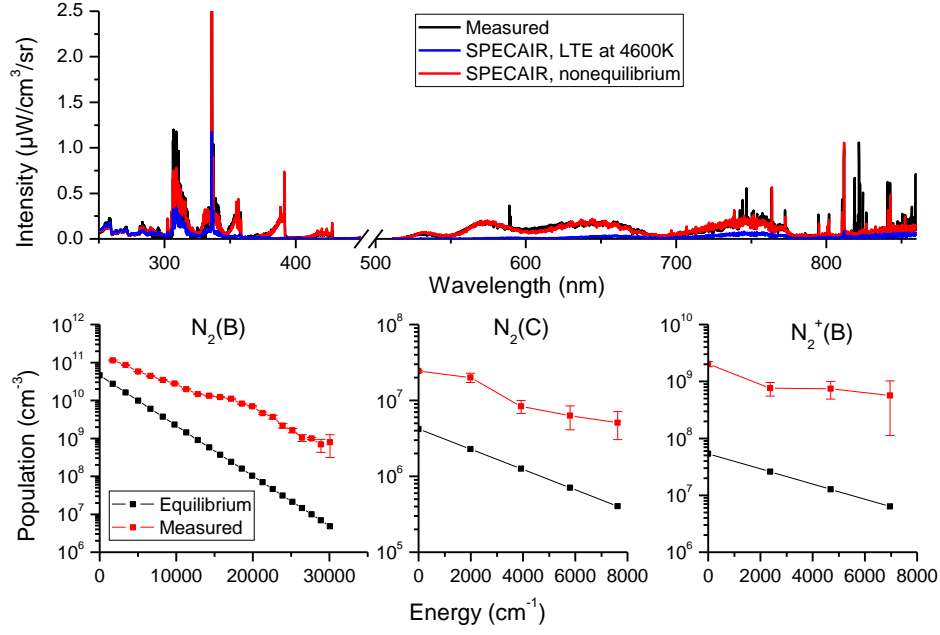 2.5
2.0
1.5
1.0
0.5
0.0
Intensity (µW/cm³/sr)
Measured
SPECAIR, LTE at 4600K
SPECAIR, nonequilibrium
250 300 350 400 500 600 700 800
Wavelength (nm)
N₂(B)
10¹²
10¹¹
10¹⁰
10⁹
10⁸
10⁷
10⁶
Population (cm⁻³)
Equilibrium
Measured
0 10000 20000 30000
N₂(C)
10⁸
10⁷
10⁶
10⁵
0 2000 4000 6000 8000
N₂⁺(B)
10¹⁰
10⁹
10⁸
10⁷
10⁶
0 2000 4000 6000 8000
Energy (cm⁻¹)